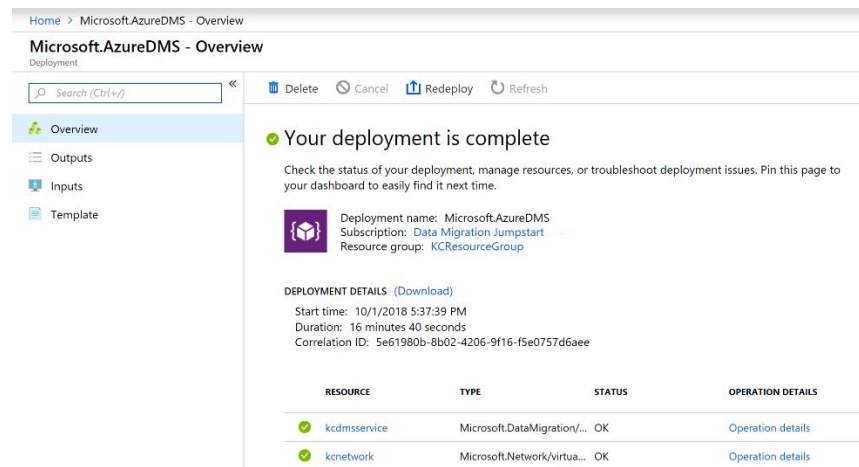 Home > Microsoft.AzureDMS - Overview
Microsoft.AzureDMS - Overview
Deployment
Search (Ctrl+/)
«
Delete Cancel Redeploy Refresh
Overview
Outputs
Inputs
Template
Your deployment is complete
Check the status of your deployment, manage resources, or troubleshoot deployment issues. Pin this page to
your dashboard to easily find it next time.
Deployment name: Microsoft.AzureDMS
Subscription: Data Migration Jumpstart
Resource group: KCResourceGroup
DEPLOYMENT DETAILS (Download)
Start time: 10/1/2018 5:37:39 PM
Duration: 16 minutes 40 seconds
Correlation ID: 5e61980b-8b02-4206-9f16-f5e0757d6aee
RESOURCE TYPE STATUS OPERATION DETAILS
kcdmsservice Microsoft.DataMigration/... OK Operation details
kcnetwork Microsoft.Network/virtua... OK Operation details